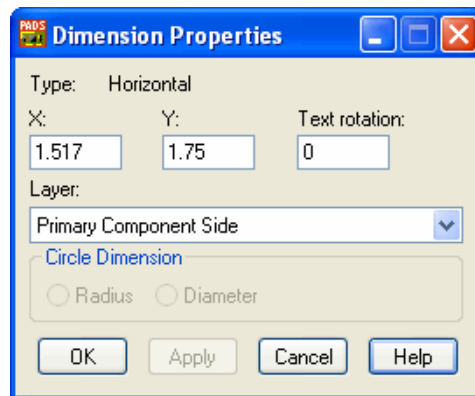 PADS Dimension Properties
Type: Horizontal
X: Y: Text rotation:
1.517 1.75 0
Layer:
Primary Component Side
Circle Dimension
Radius Diameter
OK Apply Cancel Help